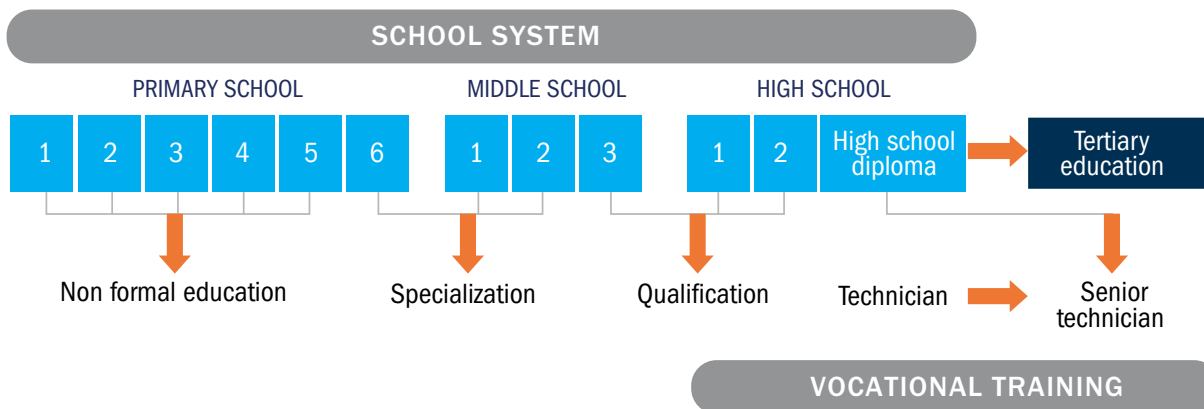 SCHOOL SYSTEM
PRIMARY SCHOOL
MIDDLE SCHOOL
HIGH SCHOOL
1 2 3 4 5 6
1 2 3
1 2 High school
diploma
Tertiary
education
Non formal education
Specialization
Qualification
Technician
Senior
technician
VOCATIONAL TRAINING